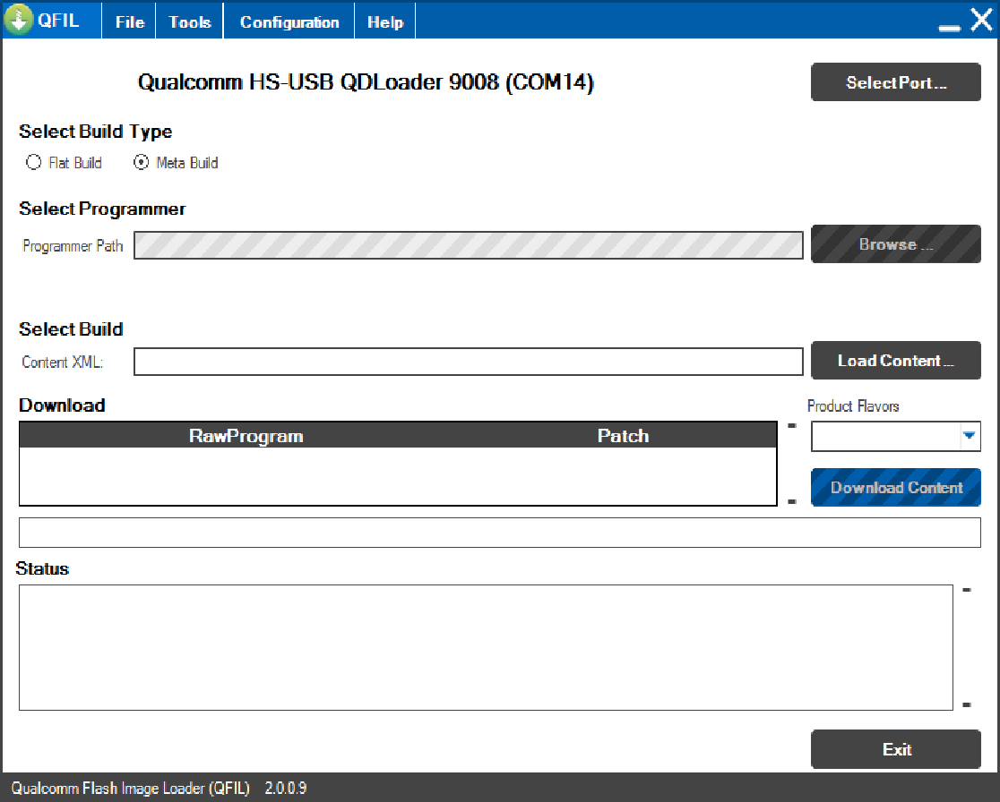 QFIL File Tools Configuration Help
Qualcomm HS-USB QDLoader 9008 (COM14) Select Port ...
Select Build Type
Flat Build Meta Build
Select Programmer
Programmer Path Browse ...
Select Build
Content XML: Load Content ...
Download Product Flavors
RawProgram Patch
Download Content
Status
Exit
Qualcomm Flash Image Loader (QFIL) 2.0.0.9